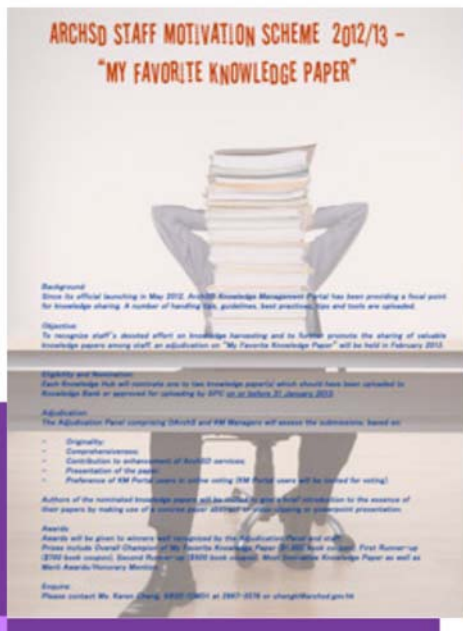 ARCHSD STAFF MOTIVATION SCHEME 2012/13 –
"MY FAVORITE KNOWLEDGE PAPER"
Background
Since its official launching in May 2012, ArchSD Knowledge Management Portal has been providing a focal point
for knowledge sharing. A number of handling tips, guidelines, best practices, tips and tools are uploaded.
Objective
To recognize staff's devoted effort on knowledge harvesting and to further promote the sharing of valuable
knowledge papers among staff, an adjudication on "My Favorite Knowledge Paper" will be held in February 2013.
Eligibility and Nomination:
Each Knowledge Hub will nominate one to two knowledge paper(s) which should have been uploaded to
Knowledge Bank or approved for uploading by on or before 31 January 2013.
Adjudication
The Adjudication Panel comprising and KM Managers will assess the submissions, based on:
- Originality;
- Comprehensiveness;
- Contribution to enhancement of ArchSD services;
- Presentation of the paper;
- Preference of KM Portal users in online voting (KM Portal users will be invited for voting).
Authors of the nominated knowledge papers will be to give a brief introduction to the essence of
their papers by making use of a concise paper or powerpoint presentation.
Awards
Awards will be given to winners well recognized by the Adjudication Panel and staff.
Prizes include Overall Champion of My Favorite Knowledge Paper book coupon), First Runner-up
($700 book coupon), Second Runner-up ($500 book coupon), Most Innovative Knowledge Paper as well as
Merit Awards/Honorary Mention.
Enquire:
Please contact Ms. Karen at